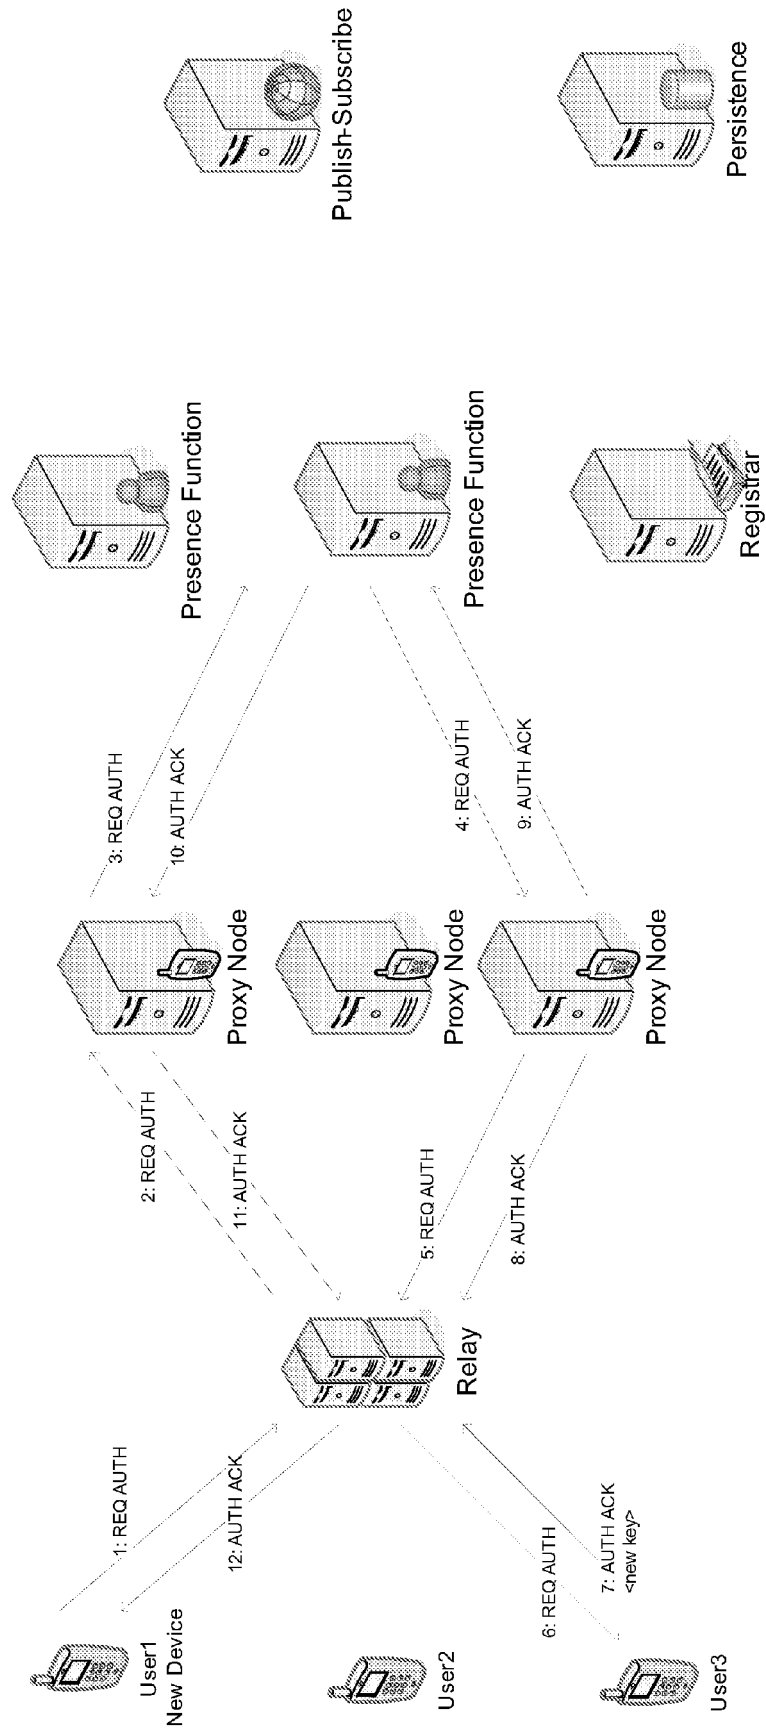 User1
New Device
User2
User3
1: REQ AUTH
12: AUTH ACK
6: REQ AUTH
7: AUTH ACK
<new key>
Relay
2: REQ AUTH
11: AUTH ACK
5: REQ AUTH
8: AUTH ACK
Proxy Node
Proxy Node
Proxy Node
3: REQ AUTH
10: AUTH ACK
4: REQ AUTH
9: AUTH ACK
Presence Function
Presence Function
Registrar
Publish-Subscribe
Persistence